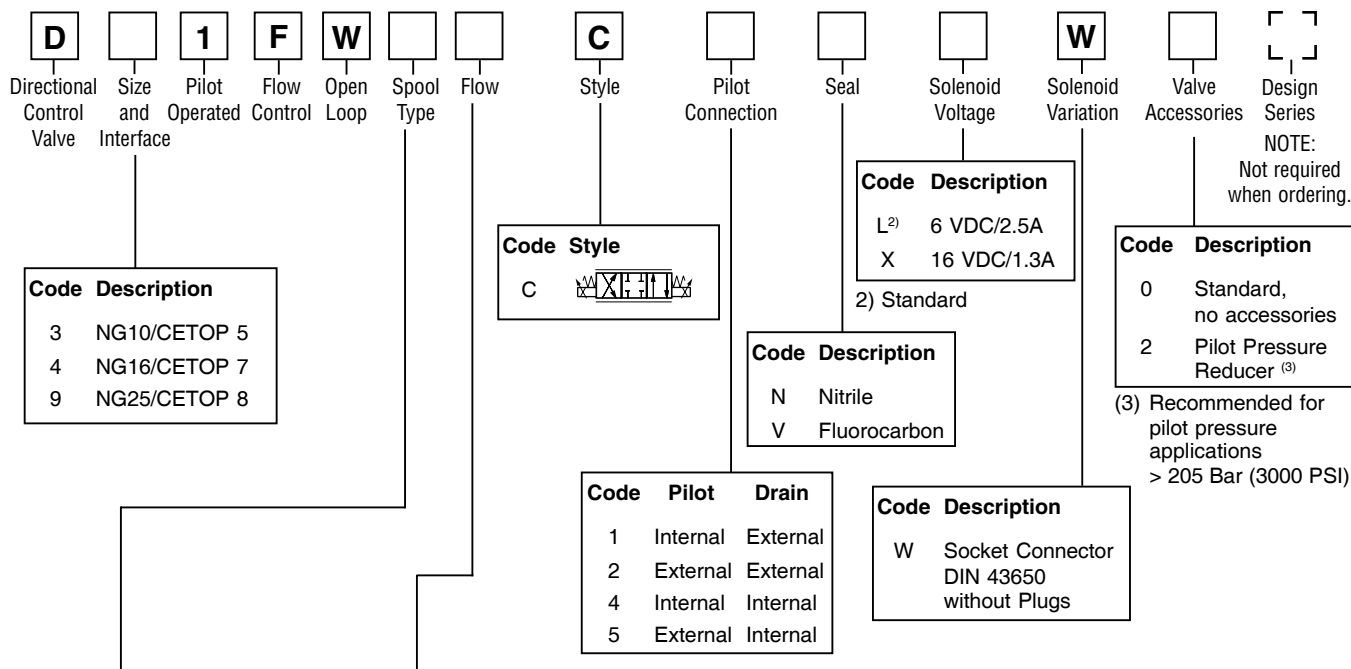 D 1 F W C W
Directional Control Valve
Size and Interface
Pilot Operated
Flow Control
Open Loop
Spool Type
Flow
Style
Pilot Connection
Seal
Solenoid Voltage
Solenoid Variation
Valve Accessories
Design Series
NOTE:
Not required
when ordering.
Code Description
3 NG10/CETOP 5
4 NG16/CETOP 7
9 NG25/CETOP 8
Code Style
C
Code Pilot Drain
1 Internal External
2 External External
4 Internal Internal
5 External Internal
Code Description
N Nitrile
V Fluorocarbon
Code Description
L2) 6 VDC/2.5A
X 16 VDC/1.3A
2) Standard
Code Description
W Socket Connector
DIN 43650
without Plugs
Code Description
0 Standard,
no accessories
2 Pilot Pressure
Reducer (3)
(3) Recommended for
pilot pressure
applications
> 205 Bar (3000 PSI)